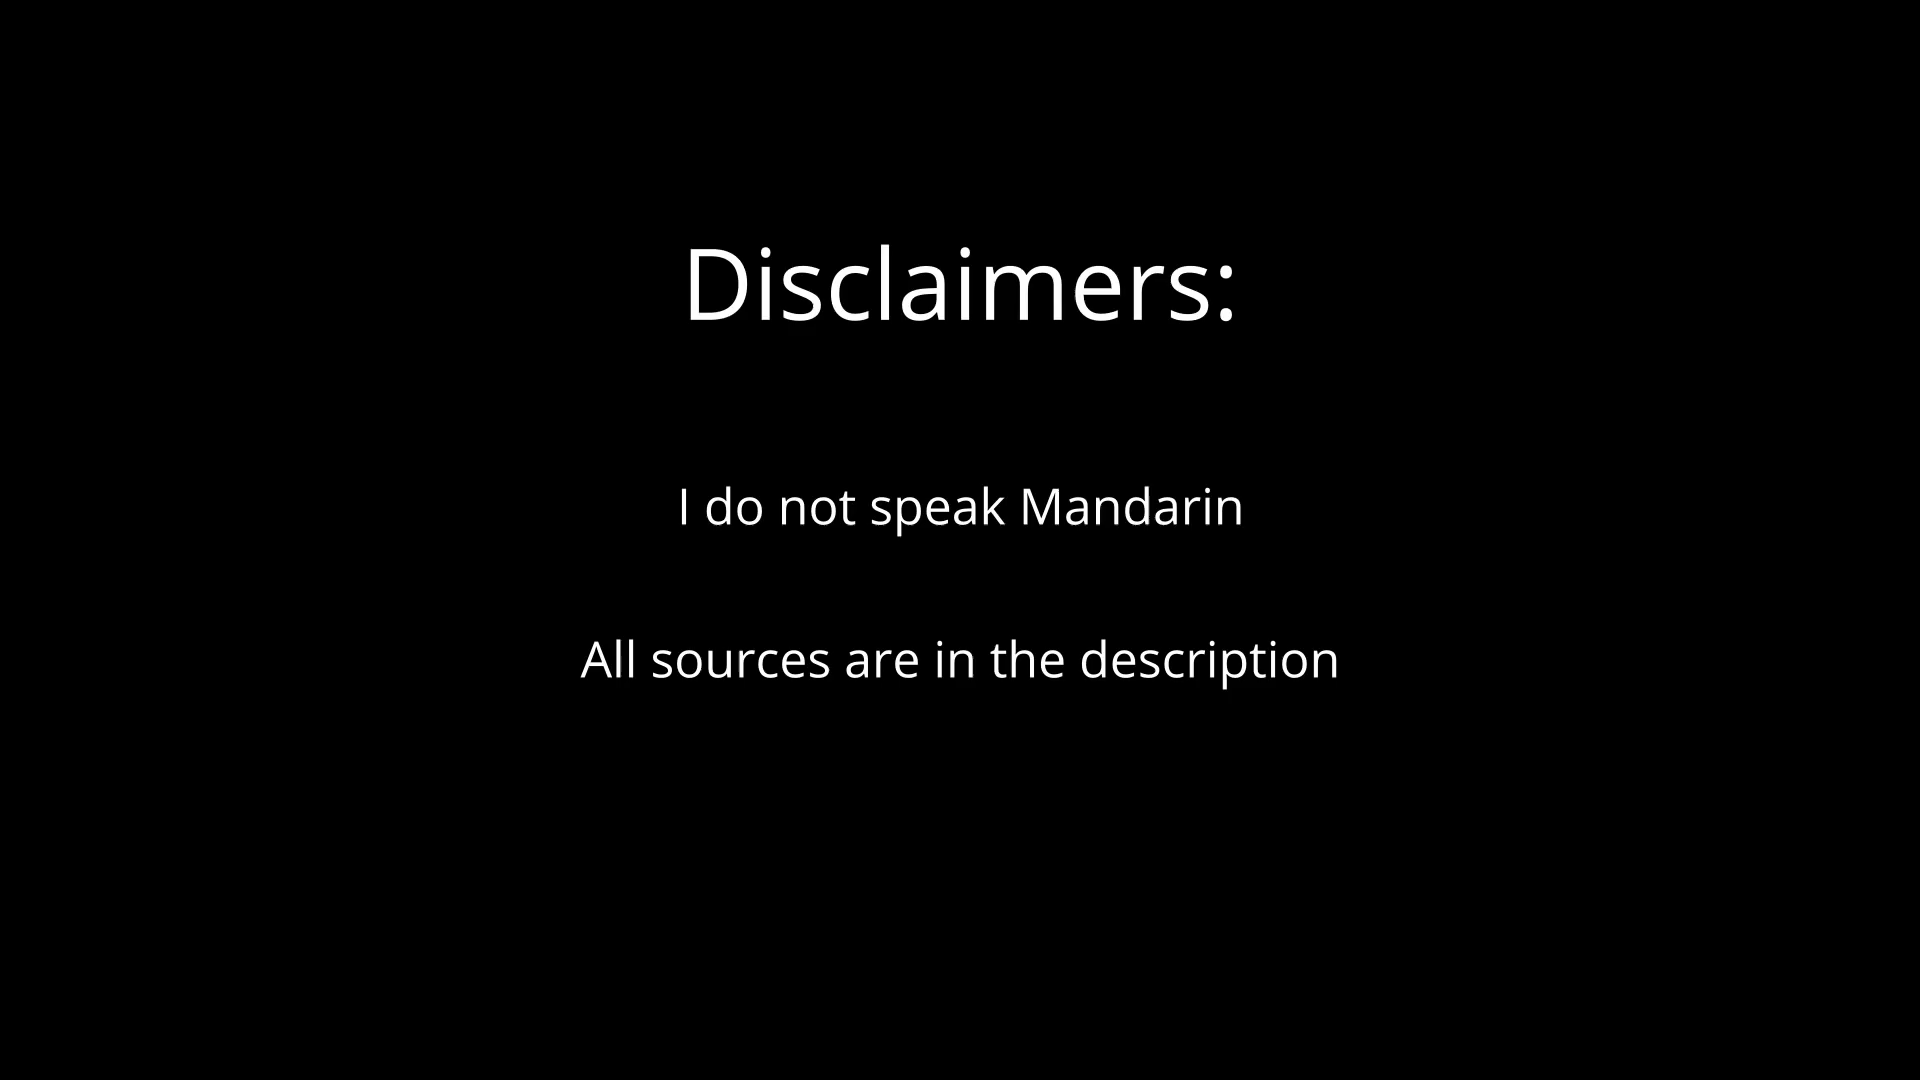 Disclaimers:
I do not speak Mandarin
All sources are in the description